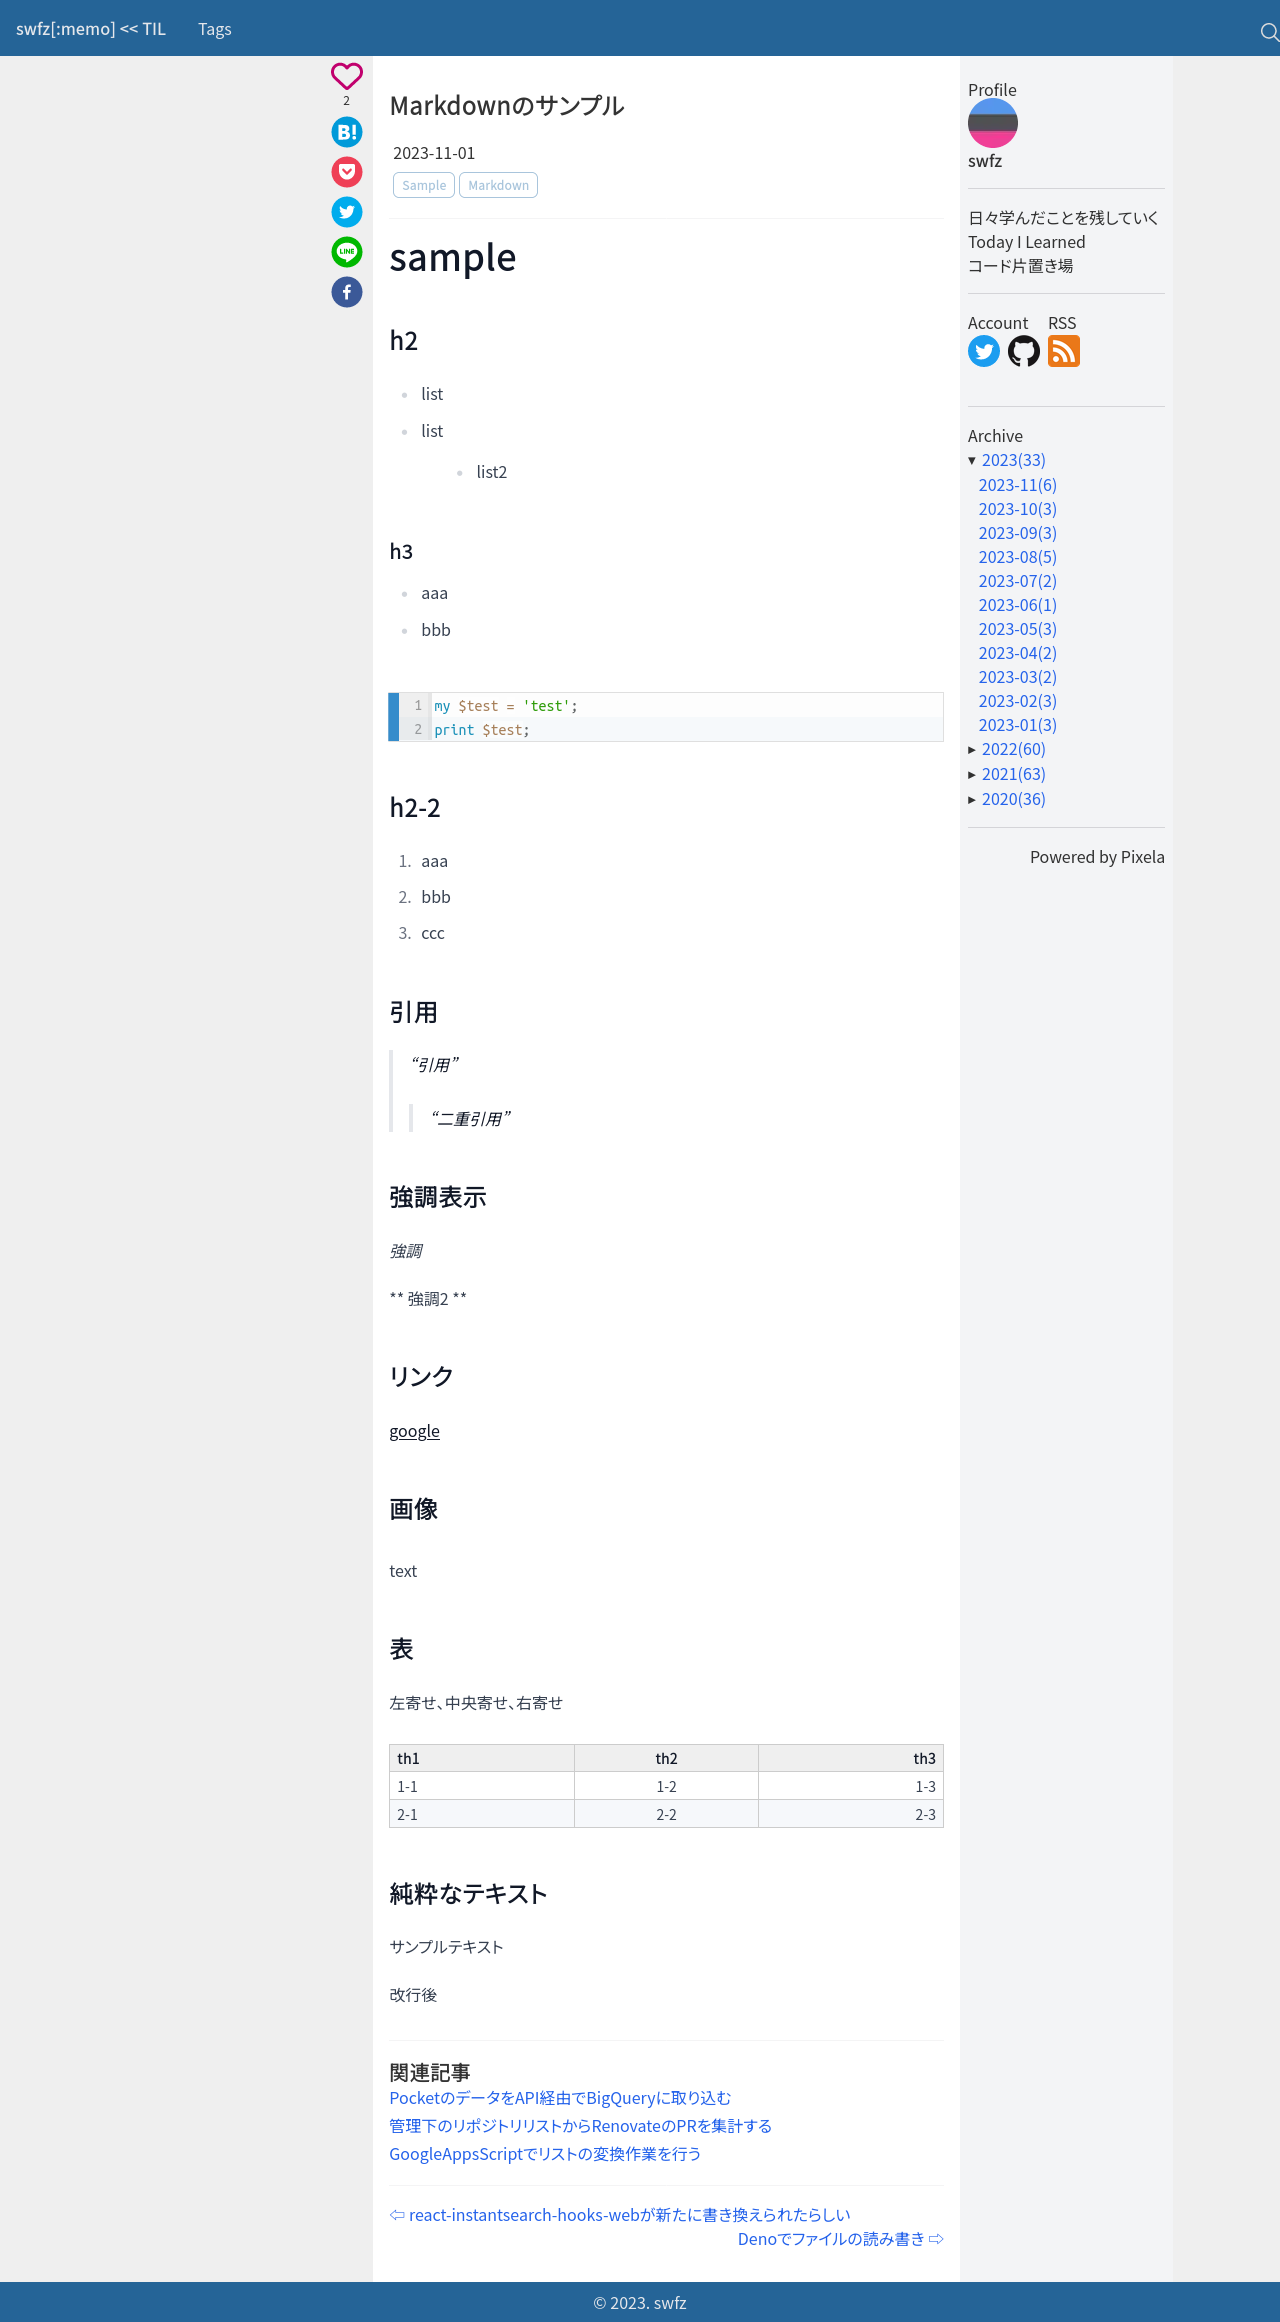 swfz[:memo] << TIL Tags
2
B!
LINE
Markdownのサンプル
2023-11-01
Sample Markdown
sample
h2
list
list
list2
h3
aaa
bbb
1 my $test = 'test';
2 print $test;
h2-2
1. aaa
2. bbb
3. ccc
引用
“引用”
“二重引用”
強調表示
強調
** 強調2 **
リンク
google
画像
text
表
左寄せ、中央寄せ、右寄せ
th1 th2 th3
1-1 1-2 1-3
2-1 2-2 2-3
純粋なテキスト
サンプルテキスト
改行後
関連記事
PocketのデータをAPI経由でBigQueryに取り込む
管理下のリポジトリリストからRenovateのPRを集計する
GoogleAppsScriptでリストの変換作業を行う
⇦ react-instantsearch-hooks-webが新たに書き換えられたらしい
Denoでファイルの読み書き ⇨
Profile
swfz
日々学んだことを残していく
Today I Learned
コード片置き場
Account RSS
Archive
▾ 2023(33)
2023-11(6)
2023-10(3)
2023-09(3)
2023-08(5)
2023-07(2)
2023-06(1)
2023-05(3)
2023-04(2)
2023-03(2)
2023-02(3)
2023-01(3)
▸ 2022(60)
▸ 2021(63)
▸ 2020(36)
Powered by Pixela
© 2023. swfz